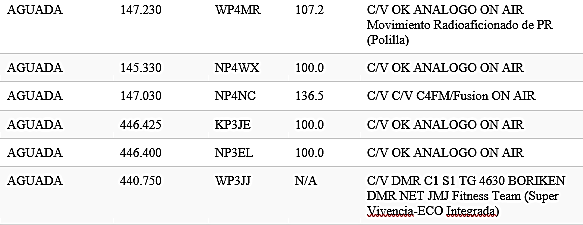 AGUADA 147.230 WP4MR 107.2 C/V OK ANALOGO ON AIR
Movimiento Radioaficionado de PR
(Polilla)
AGUADA 145.330 NP4WX 100.0 C/V OK ANALOGO ON AIR
AGUADA 147.030 NP4NC 136.5 C/V C/V C4FM/Fusion ON AIR
AGUADA 446.425 KP3JE 100.0 C/V OK ANALOGO ON AIR
AGUADA 446.400 NP3EL 100.0 C/V OK ANALOGO ON AIR
AGUADA 440.750 WP3JJ N/A C/V DMR C1 S1 TG 4630 BORIKEN
DMR NET JMJ Fitness Team (Super
Vivencia-ECO Integrada)